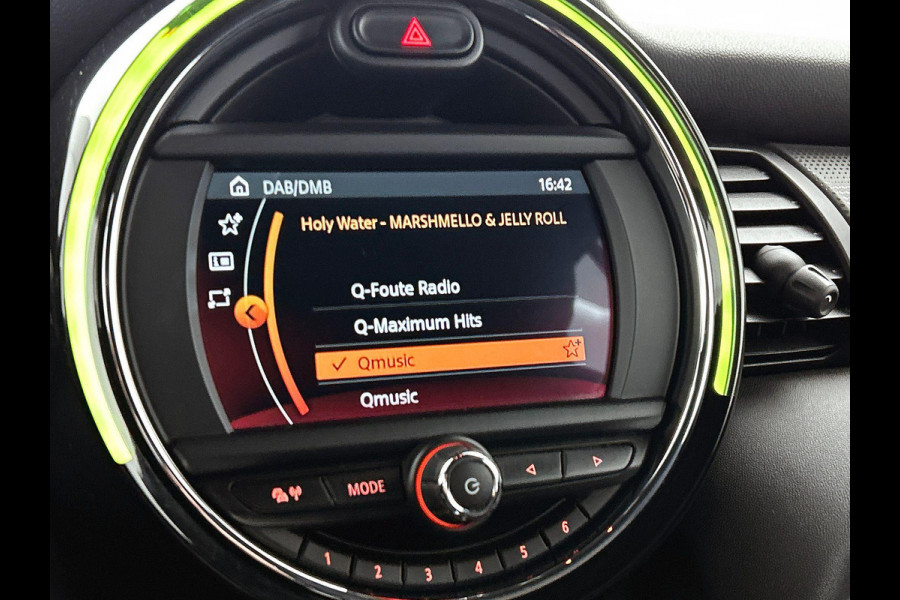 DAB/DMB 16:42
Holy Water - MARSHMELLO & JELLY ROLL
Q-Foute Radio
Q-Maximum Hits
Qmusic
Qmusic
MODE
1 2 3 4 5 6